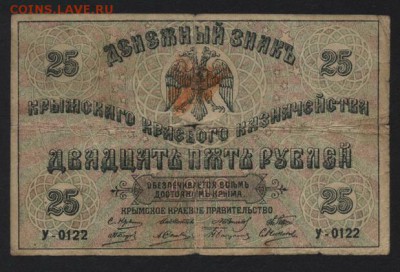 COINS.LAVE.RU
ДЕНЕЖНЫЙ ЗНАКЪ
25 25
КРЫМСКАГО КРАЕВОГО КАЗНАЧЕЙСТВА
ДВАДЦАТЬ ПЯТЬ РУБЛЕЙ
ОБЕЗПЕЧИВАЕТСЯ ВСѢМЪ
ДОСТОЯНІЕМЪ КРЫМА
25 25
КРЫМСКОЕ КРАЕВОЕ ПРАВИТЕЛЬСТВО
У-0122 У-0122